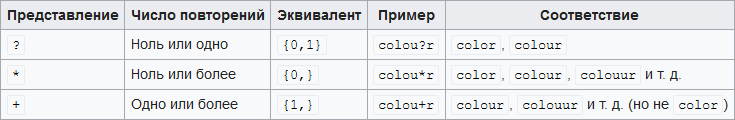 Представление Число повторений Эквивалент Пример Соответствие
? Ноль или одно {0,1} colou?r color, colour
* Ноль или более {0,} colou*r color, colour, colouur и т. д.
+ Одно или более {1,} colou+r colour, colouur и т. д. (но не color)